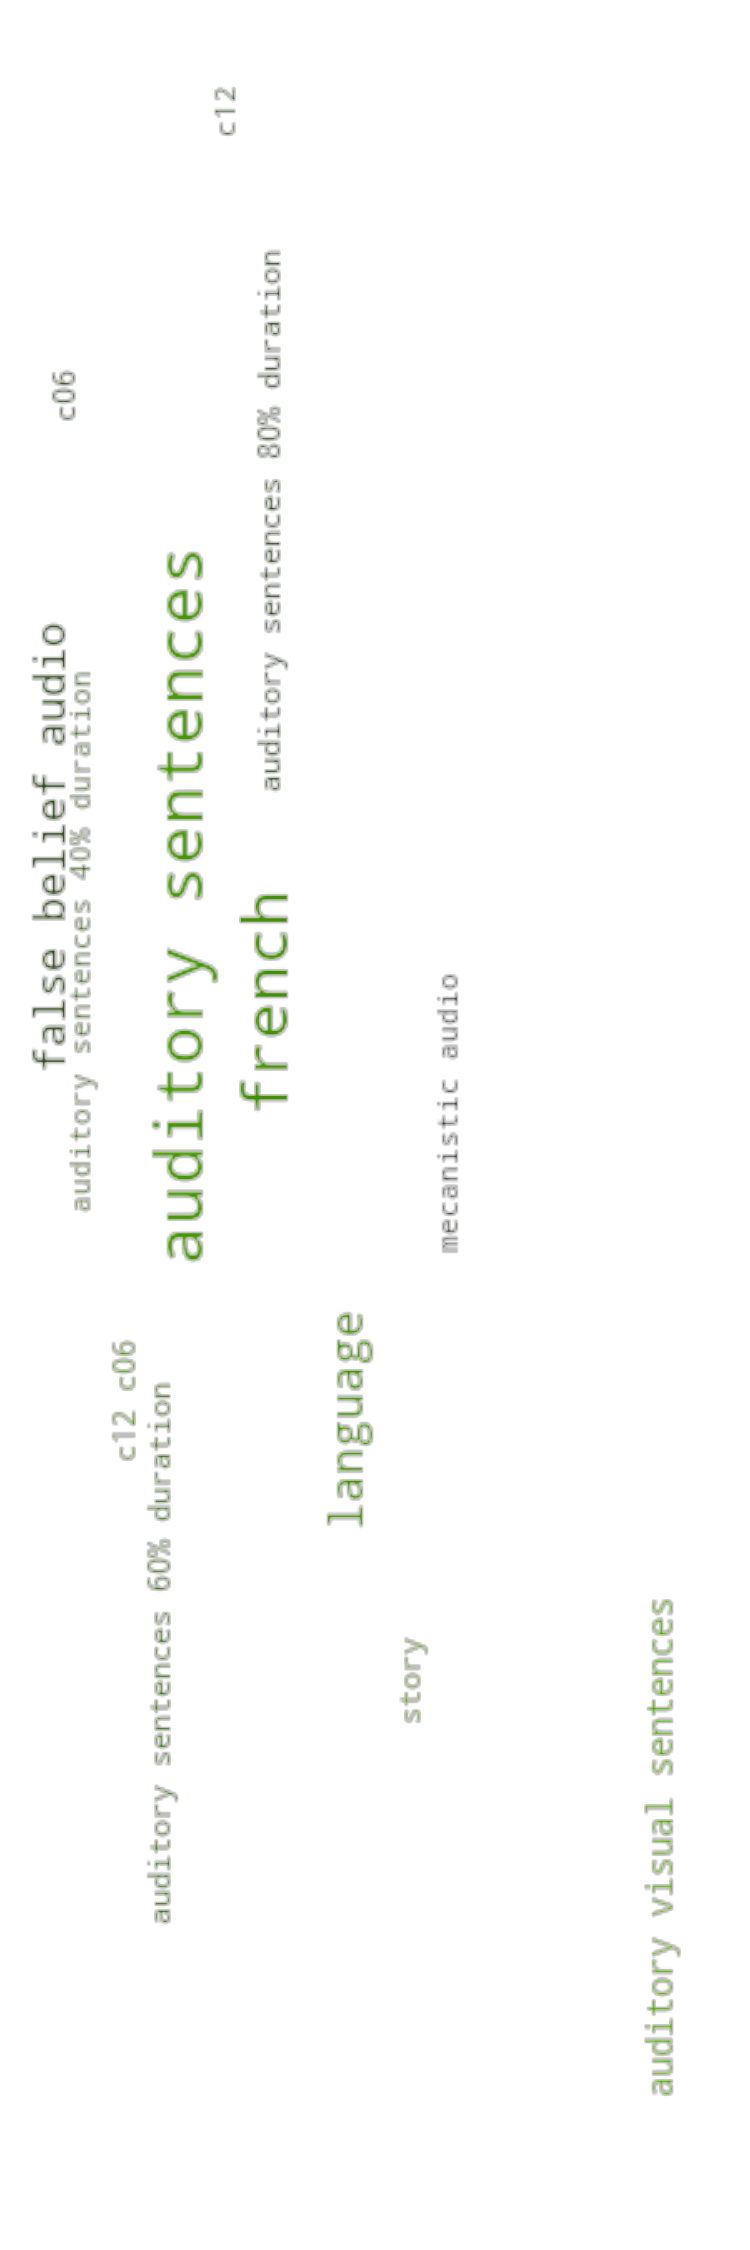 c06
false belief audio
auditory sentences 40% duration
c12 c06
auditory sentences 60% duration
auditory sentences
c12
french
auditory sentences 80% duration
language
story
mecanistic audio
auditory visual sentences